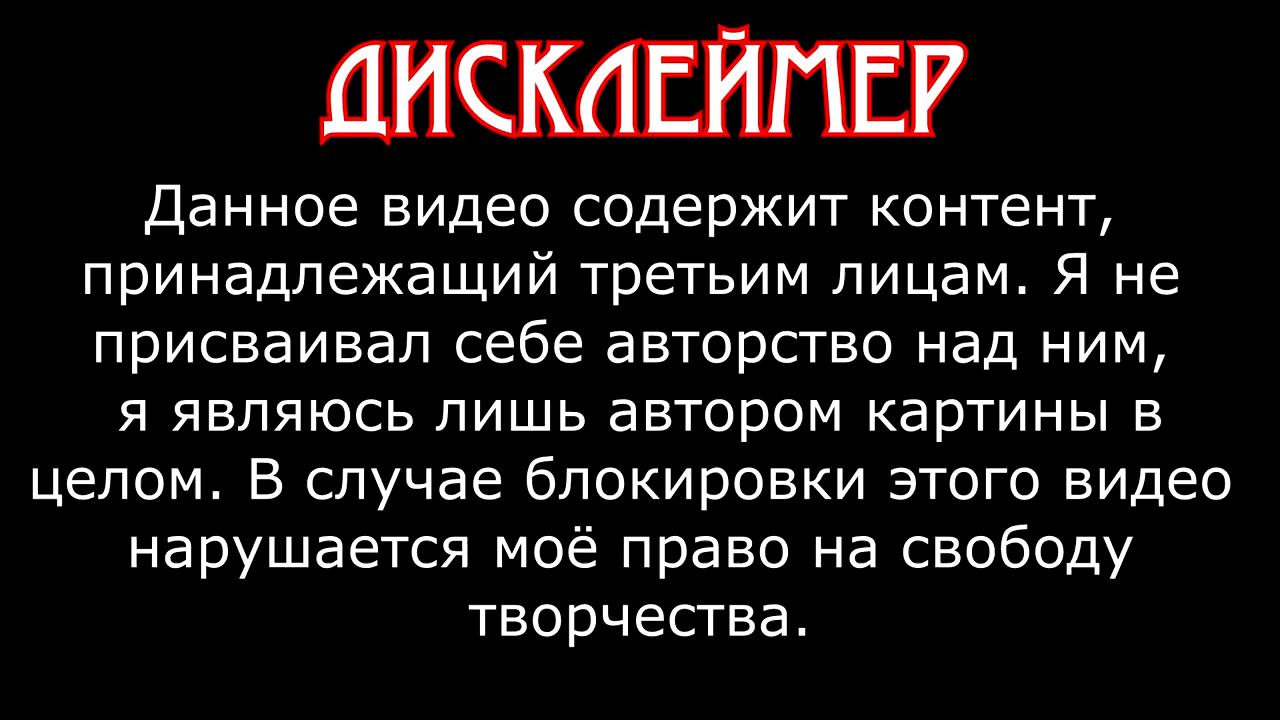 ДИСКЛЕЙМЕР
Данное видео содержит контент,
принадлежащий третьим лицам. Я не
присваивал себе авторство над ним,
я являюсь лишь автором картины в
целом. В случае блокировки этого видео
нарушается моё право на свободу
творчества.